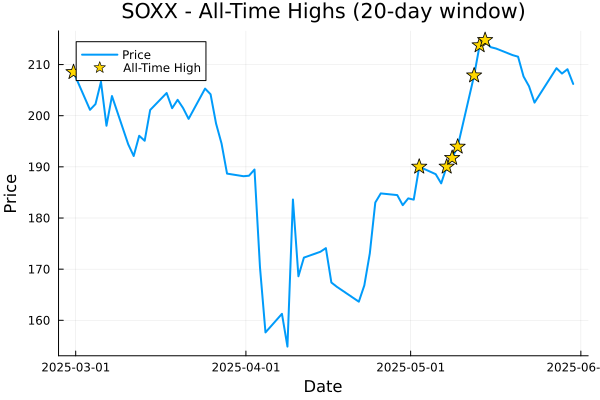 SOXX - All-Time Highs (20-day window)
Price
All-Time High
210
200
190
180
170
160
Price
2025-03-01
2025-04-01
2025-05-01
2025-06-
Date